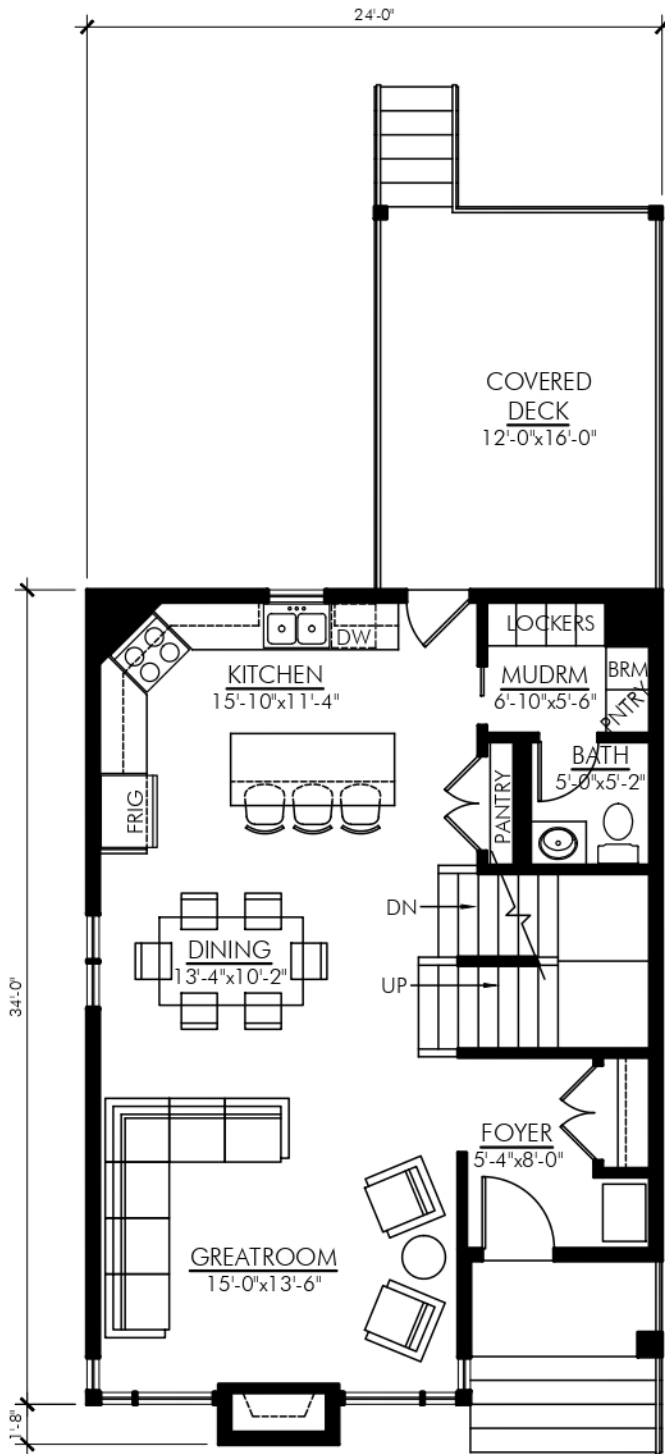 24'-0"
COVERED
DECK
12'-0"x16'-0"
LOCKERS
DW
KITCHEN
15'-10"x11'-4"
MUDRM
6'-10"x5'-6"
BRM
PNTRY
BATH
5'-0"x5'-2"
FRIG
PANTRY
DN
DINING
13'-4"x10'-2"
UP
34'-0"
FOYER
5'-4"x8'-0"
GREATROOM
15'-0"x13'-6"
1'-8"